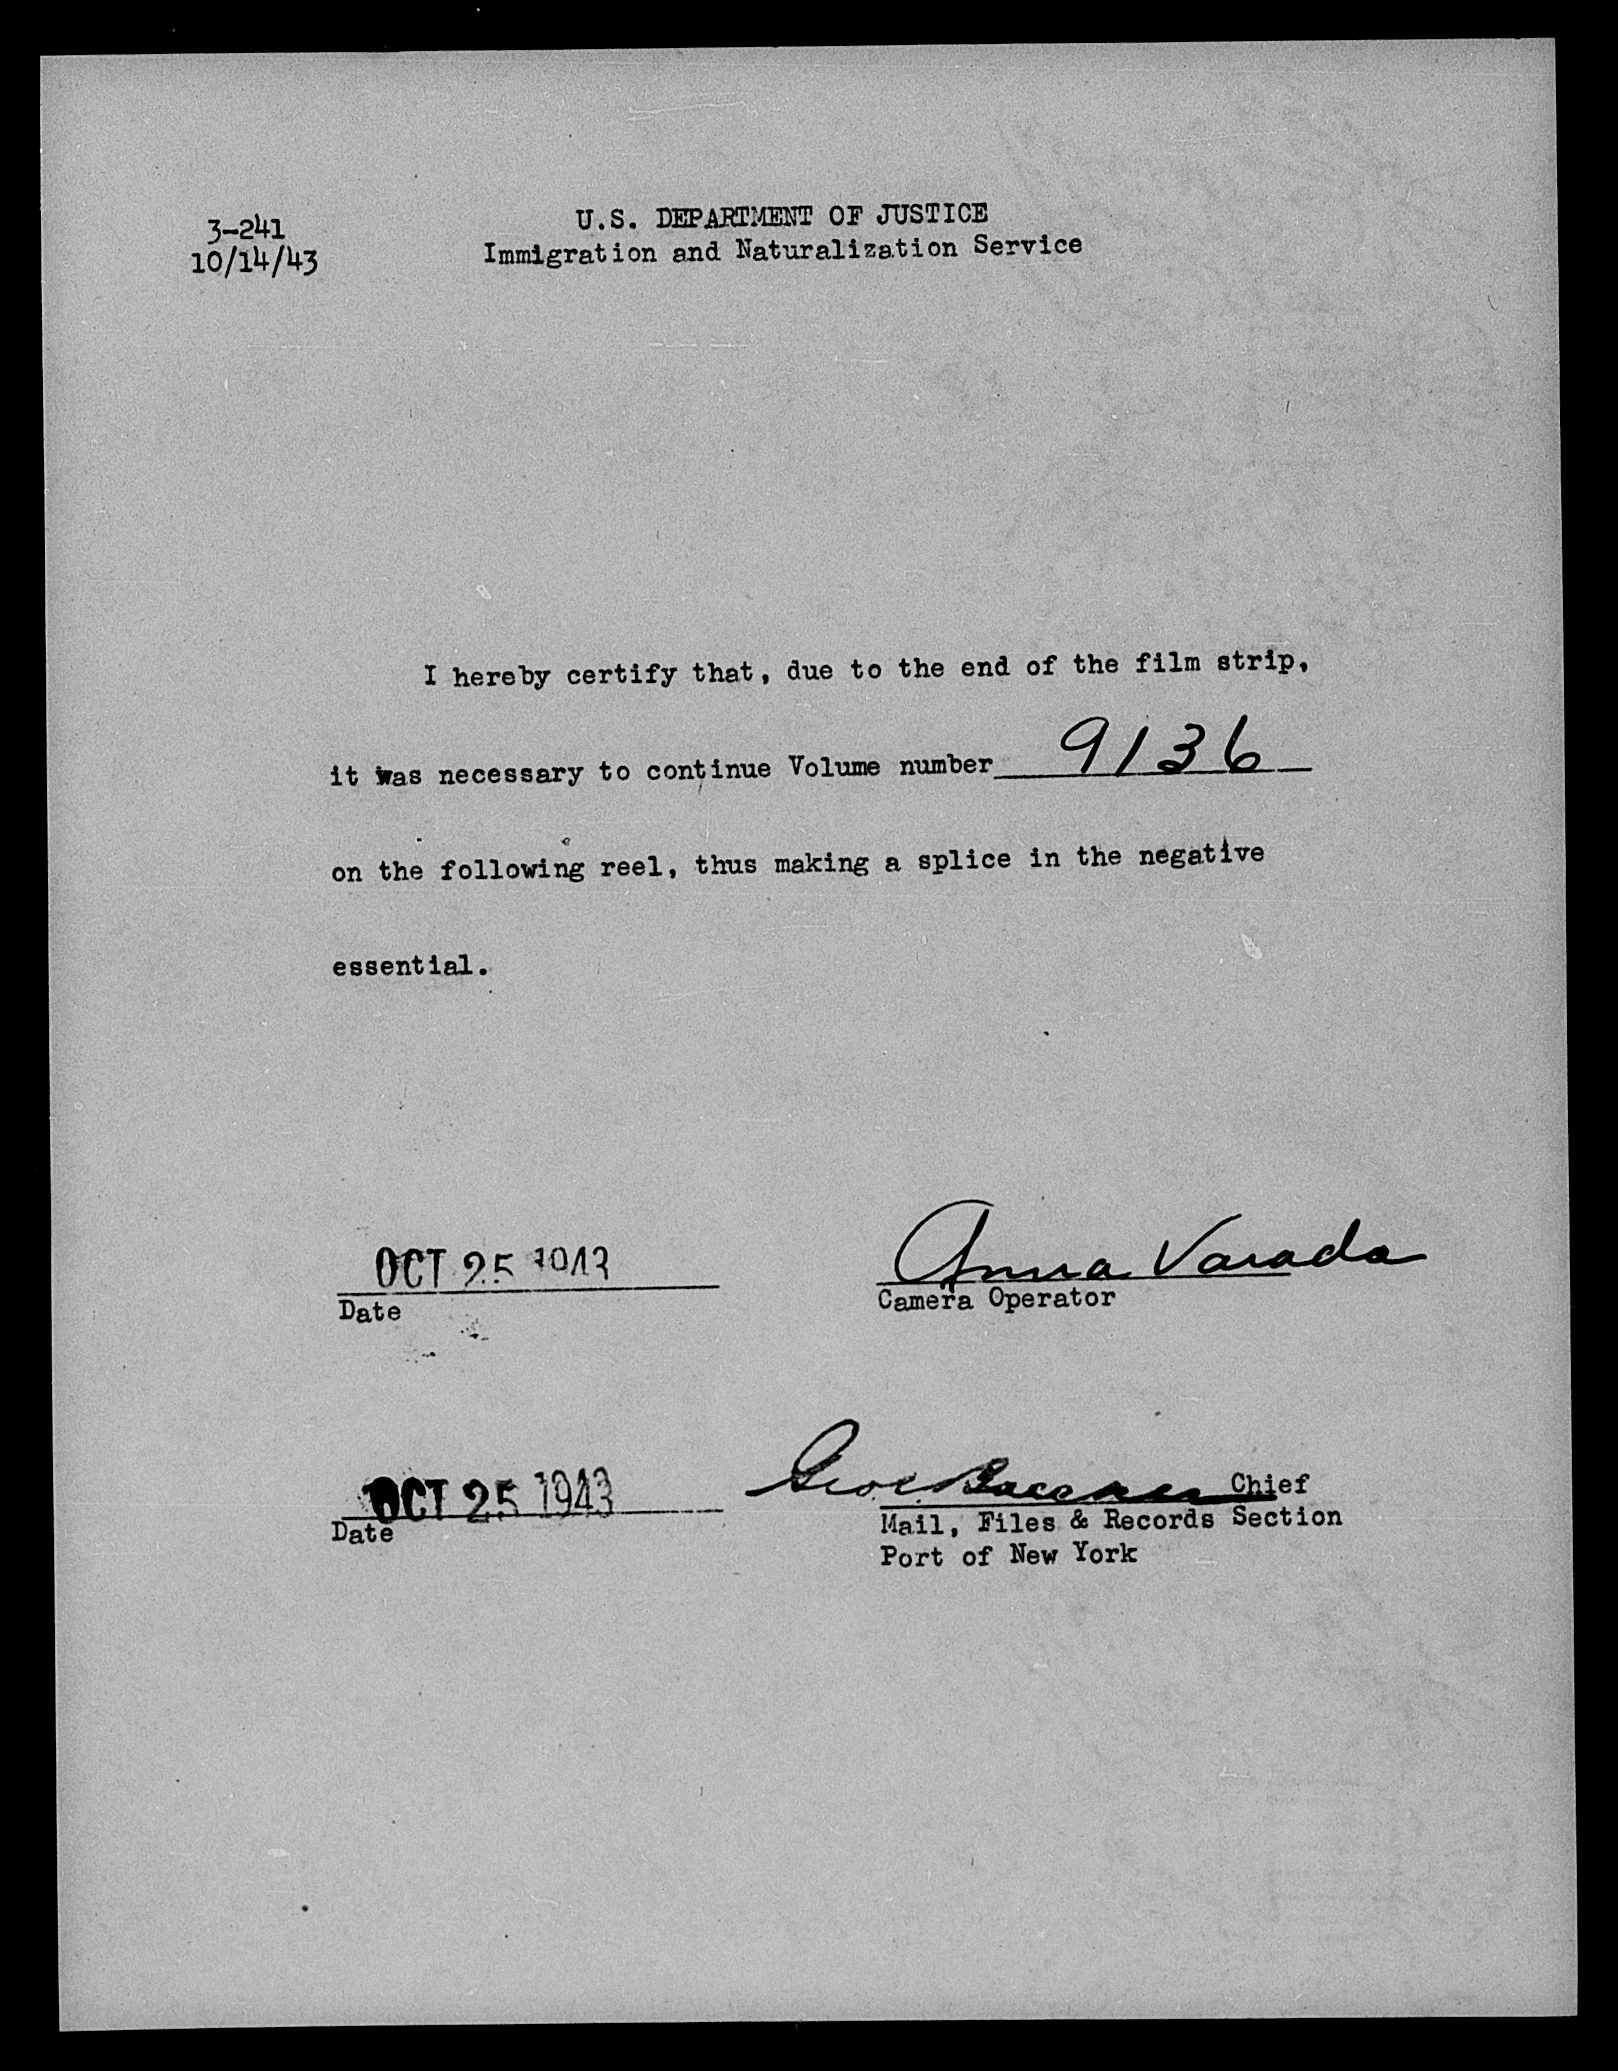 3-241
10/14/43
U.S. DEPARTMENT OF JUSTICE
Immigration and Naturalization Service
I hereby certify that, due to the end of the film strip,
it was necessary to continue Volume number 9136
on the following reel, thus making a splice in the negative
essential.
OCT 25 1943
Date
Anna Varada
Camera Operator
OCT 25 1943
Date
Chief
Mail, Files & Records Section
Port of New York